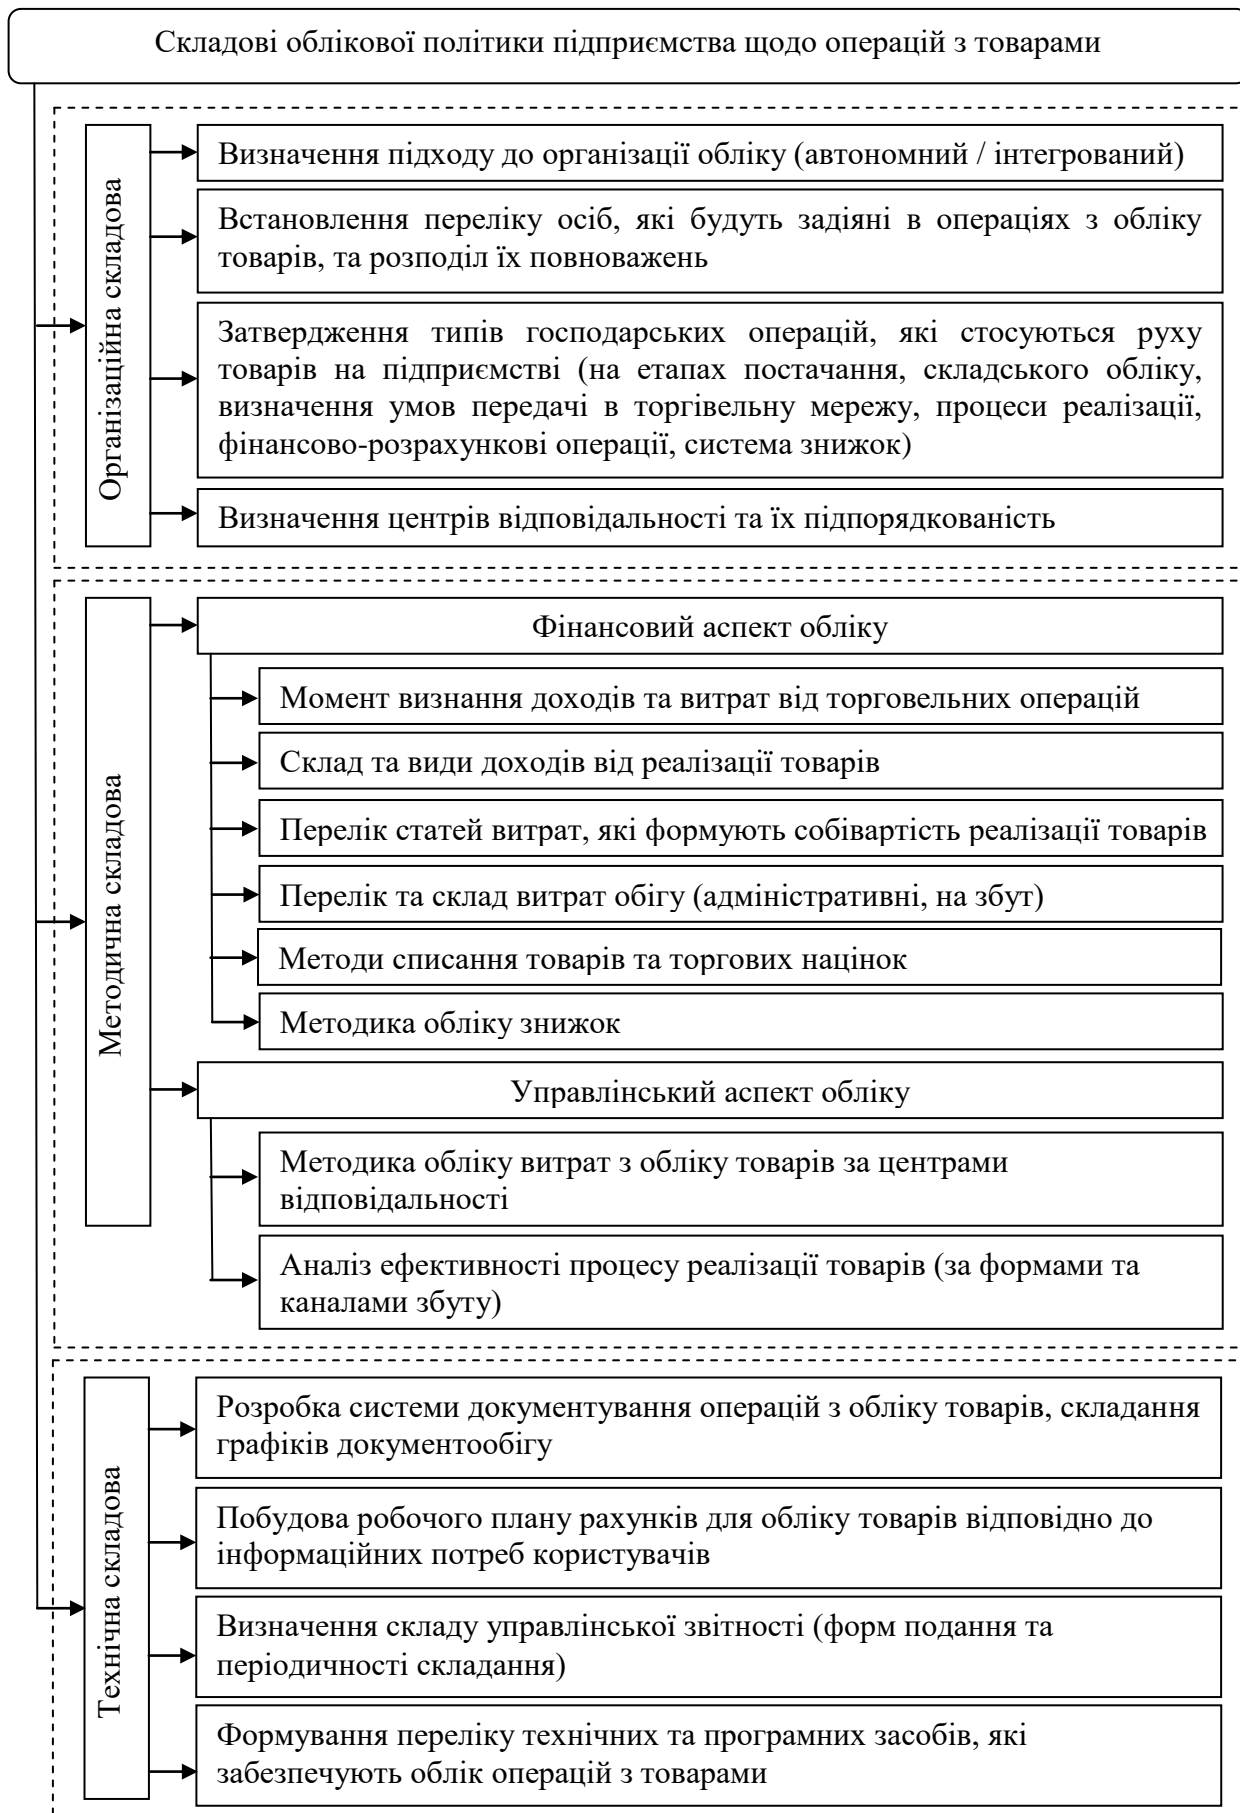 Складові облікової політики підприємства щодо операцій з товарами
Організаційна складова
Визначення підходу до організації обліку (автономний / інтегрований)
Встановлення переліку осіб, які будуть задіяні в операціях з обліку
товарів, та розподіл їх повноважень
Затвердження типів господарських операцій, які стосуються руху
товарів на підприємстві (на етапах постачання, складського обліку,
визначення умов передачі в торгівельну мережу, процеси реалізації,
фінансово-розрахункові операції, система знижок)
Визначення центрів відповідальності та їх підпорядкованість
Методична складова
Фінансовий аспект обліку
Момент визнання доходів та витрат від торговельних операцій
Склад та види доходів від реалізації товарів
Перелік статей витрат, які формують собівартість реалізації товарів
Перелік та склад витрат обігу (адміністративні, на збут)
Методи списання товарів та торгових націнок
Методика обліку знижок
Управлінський аспект обліку
Методика обліку витрат з обліку товарів за центрами
відповідальності
Аналіз ефективності процесу реалізації товарів (за формами та
каналами збуту)
Технічна складова
Розробка системи документування операцій з обліку товарів, складання
графіків документообігу
Побудова робочого плану рахунків для обліку товарів відповідно до
інформаційних потреб користувачів
Визначення складу управлінської звітності (форм подання та
періодичності складання)
Формування переліку технічних та програмних засобів, які
забезпечують облік операцій з товарами